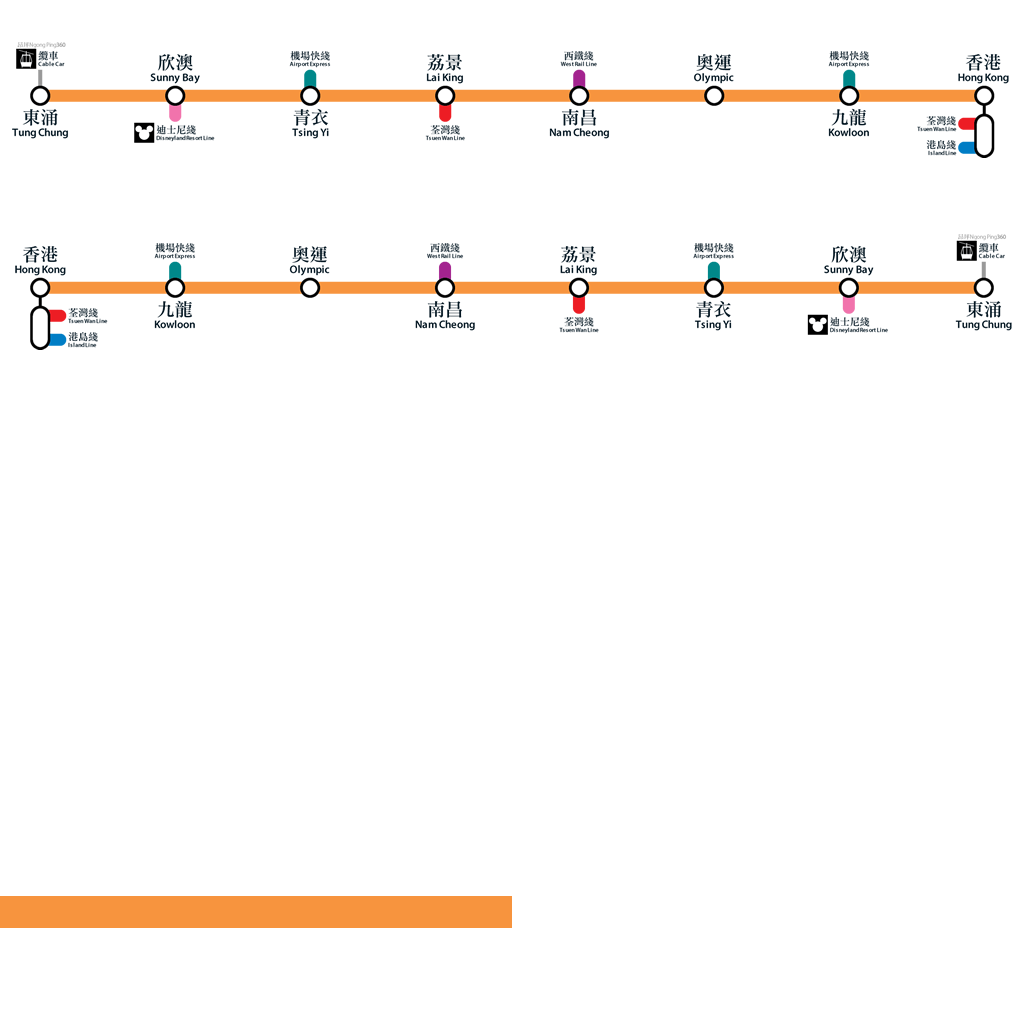 昂坪Ngong Ping360
纜車
Cable Car
東涌
Tung Chung
欣澳
Sunny Bay
迪士尼綫
Disneyland Resort Line
機場快綫
Airport Express
青衣
Tsing Yi
荔景
Lai King
荃灣綫
Tsuen Wan Line
西鐵綫
West Rail Line
南昌
Nam Cheong
奧運
Olympic
機場快綫
Airport Express
九龍
Kowloon
香港
Hong Kong
荃灣綫
Tsuen Wan Line
港島綫
Island Line
香港
Hong Kong
荃灣綫
Tsuen Wan Line
港島綫
Island Line
機場快綫
Airport Express
九龍
Kowloon
奧運
Olympic
西鐵綫
West Rail Line
南昌
Nam Cheong
荔景
Lai King
荃灣綫
Tsuen Wan Line
機場快綫
Airport Express
青衣
Tsing Yi
欣澳
Sunny Bay
迪士尼綫
Disneyland Resort Line
昂坪Ngong Ping360
纜車
Cable Car
東涌
Tung Chung